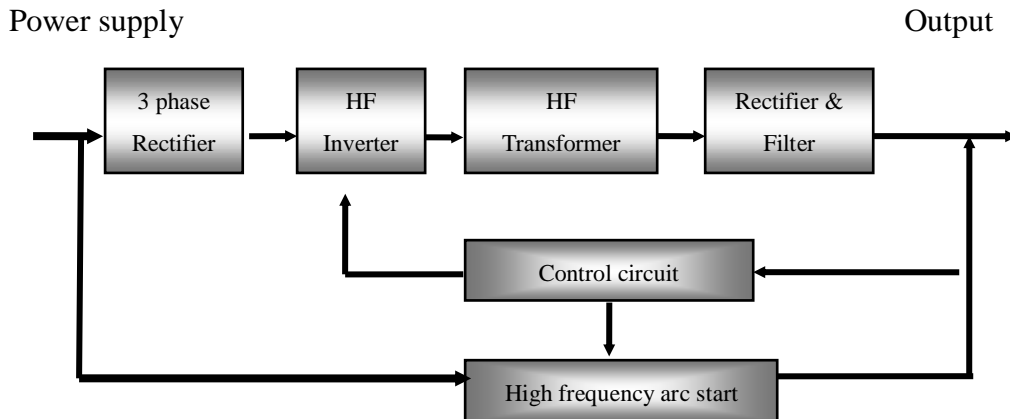 Power supply
Output
3 phase
Rectifier
HF
Inverter
HF
Transformer
Rectifier &
Filter
Control circuit
High frequency arc start